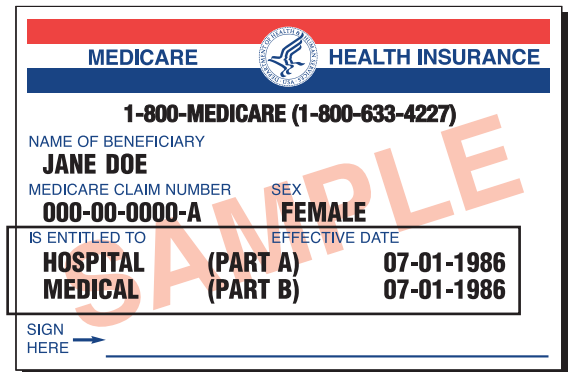 MEDICARE HEALTH INSURANCE
1-800-MEDICARE (1-800-633-4227)
NAME OF BENEFICIARY
JANE DOE
MEDICARE CLAIM NUMBER SEX
000-00-0000-A FEMALE
IS ENTITLED TO EFFECTIVE DATE
HOSPITAL (PART A) 07-01-1986
MEDICAL (PART B) 07-01-1986
SIGN
HERE
SAMPLE